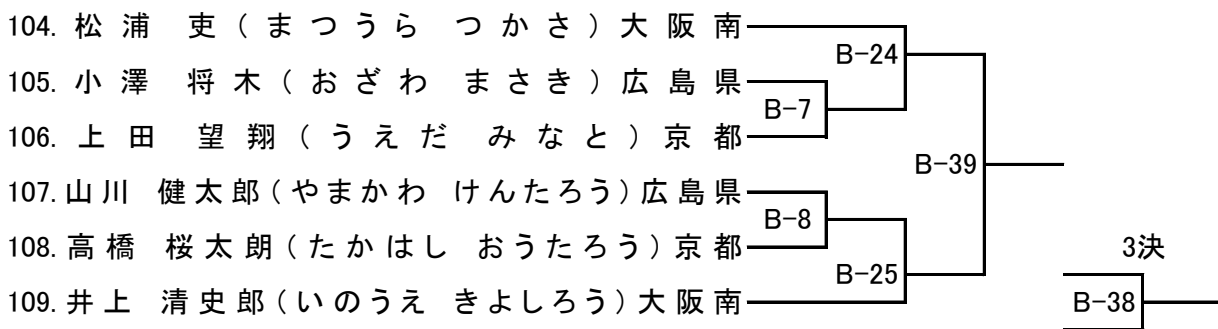 104. 松浦 吏(まつうら つかさ)大阪南
B-24
105. 小澤 将木(おざわ まさき)広島県
B-7
106. 上田 望翔(うえだ みなと)京都
B-39
107. 山川 健太郎(やまかわ けんたろう)広島県
B-8
108. 高橋 桜太朗(たかはし おうたろう)京都
3決
B-25
109. 井上 清史郎(いのうえ きよしろう)大阪南
B-38